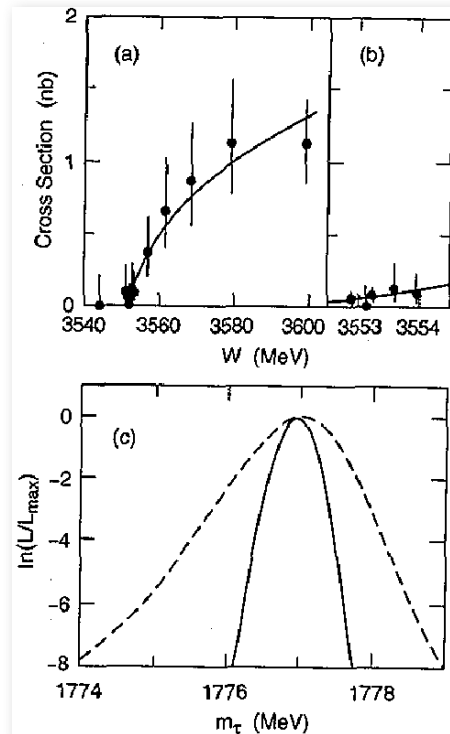 2
(a)
(b)
Cross Section (nb)
1
0
3540
3560
3580
3600
3553
3554
W (MeV)
0
(c)
-2
ln(L/Lmax)
-4
-6
-8
1774
1776
1778
mτ (MeV)